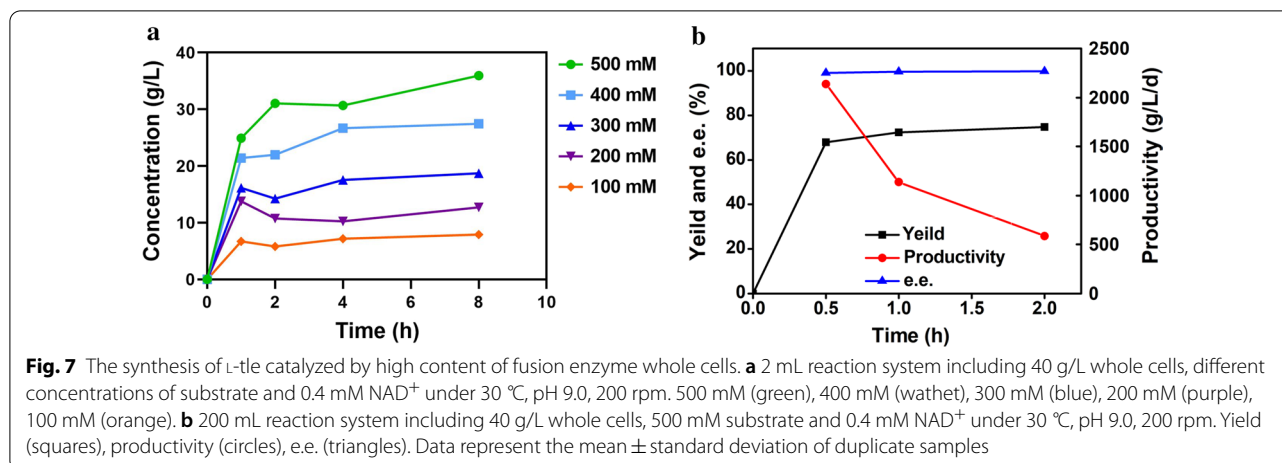 a
Concentration (g/L)
40
30
20
10
0
0
2
4
6
8
10
Time (h)
500 mM
400 mM
300 mM
200 mM
100 mM
b
Yeild and e.e. (%)
100
80
60
40
20
0
0.0
0.5
1.0
1.5
2.0
Time (h)
Yeild
Productivity
e.e.
2500
2000
1500
1000
500
0
Productivity (g/L/d)
Fig. 7 The synthesis of L-tle catalyzed by high content of fusion enzyme whole cells. a 2 mL reaction system including 40 g/L whole cells, different
concentrations of substrate and 0.4 mM NAD+ under 30 ℃, pH 9.0, 200 rpm. 500 mM (green), 400 mM (wathet), 300 mM (blue), 200 mM (purple),
100 mM (orange). b 200 mL reaction system including 40 g/L whole cells, 500 mM substrate and 0.4 mM NAD+ under 30 ℃, pH 9.0, 200 rpm. Yield
(squares), productivity (circles), e.e. (triangles). Data represent the mean ± standard deviation of duplicate samples